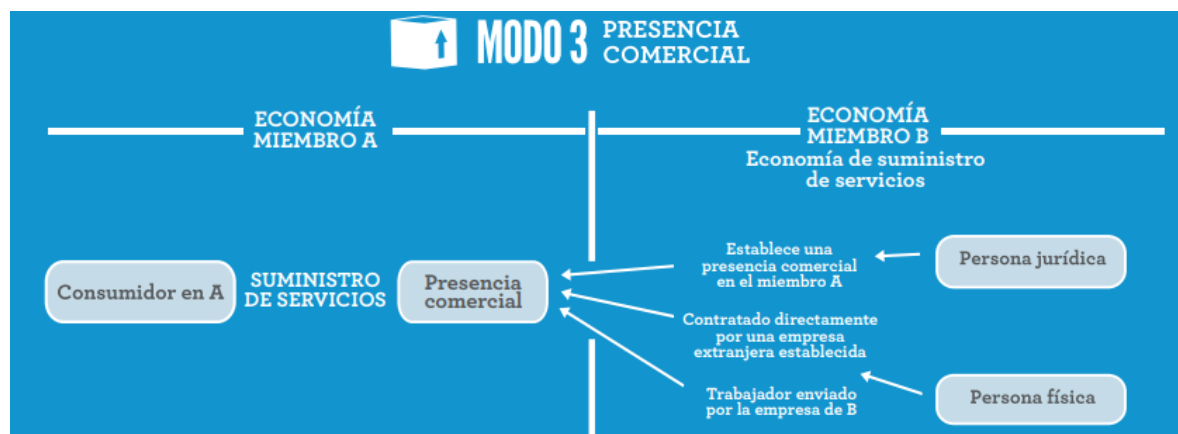 MODO 3 PRESENCIA
COMERCIAL
ECONOMÍA
MIEMBRO A
ECONOMÍA
MIEMBRO B
Economía de suministro
de servicios
Consumidor en A
SUMINISTRO
DE SERVICIOS
Presencia
comercial
Establece una
presencia comercial
en el miembro A
Persona jurídica
Contratado directamente
por una empresa
extranjera establecida
Trabajador enviado
por la empresa de B
Persona física